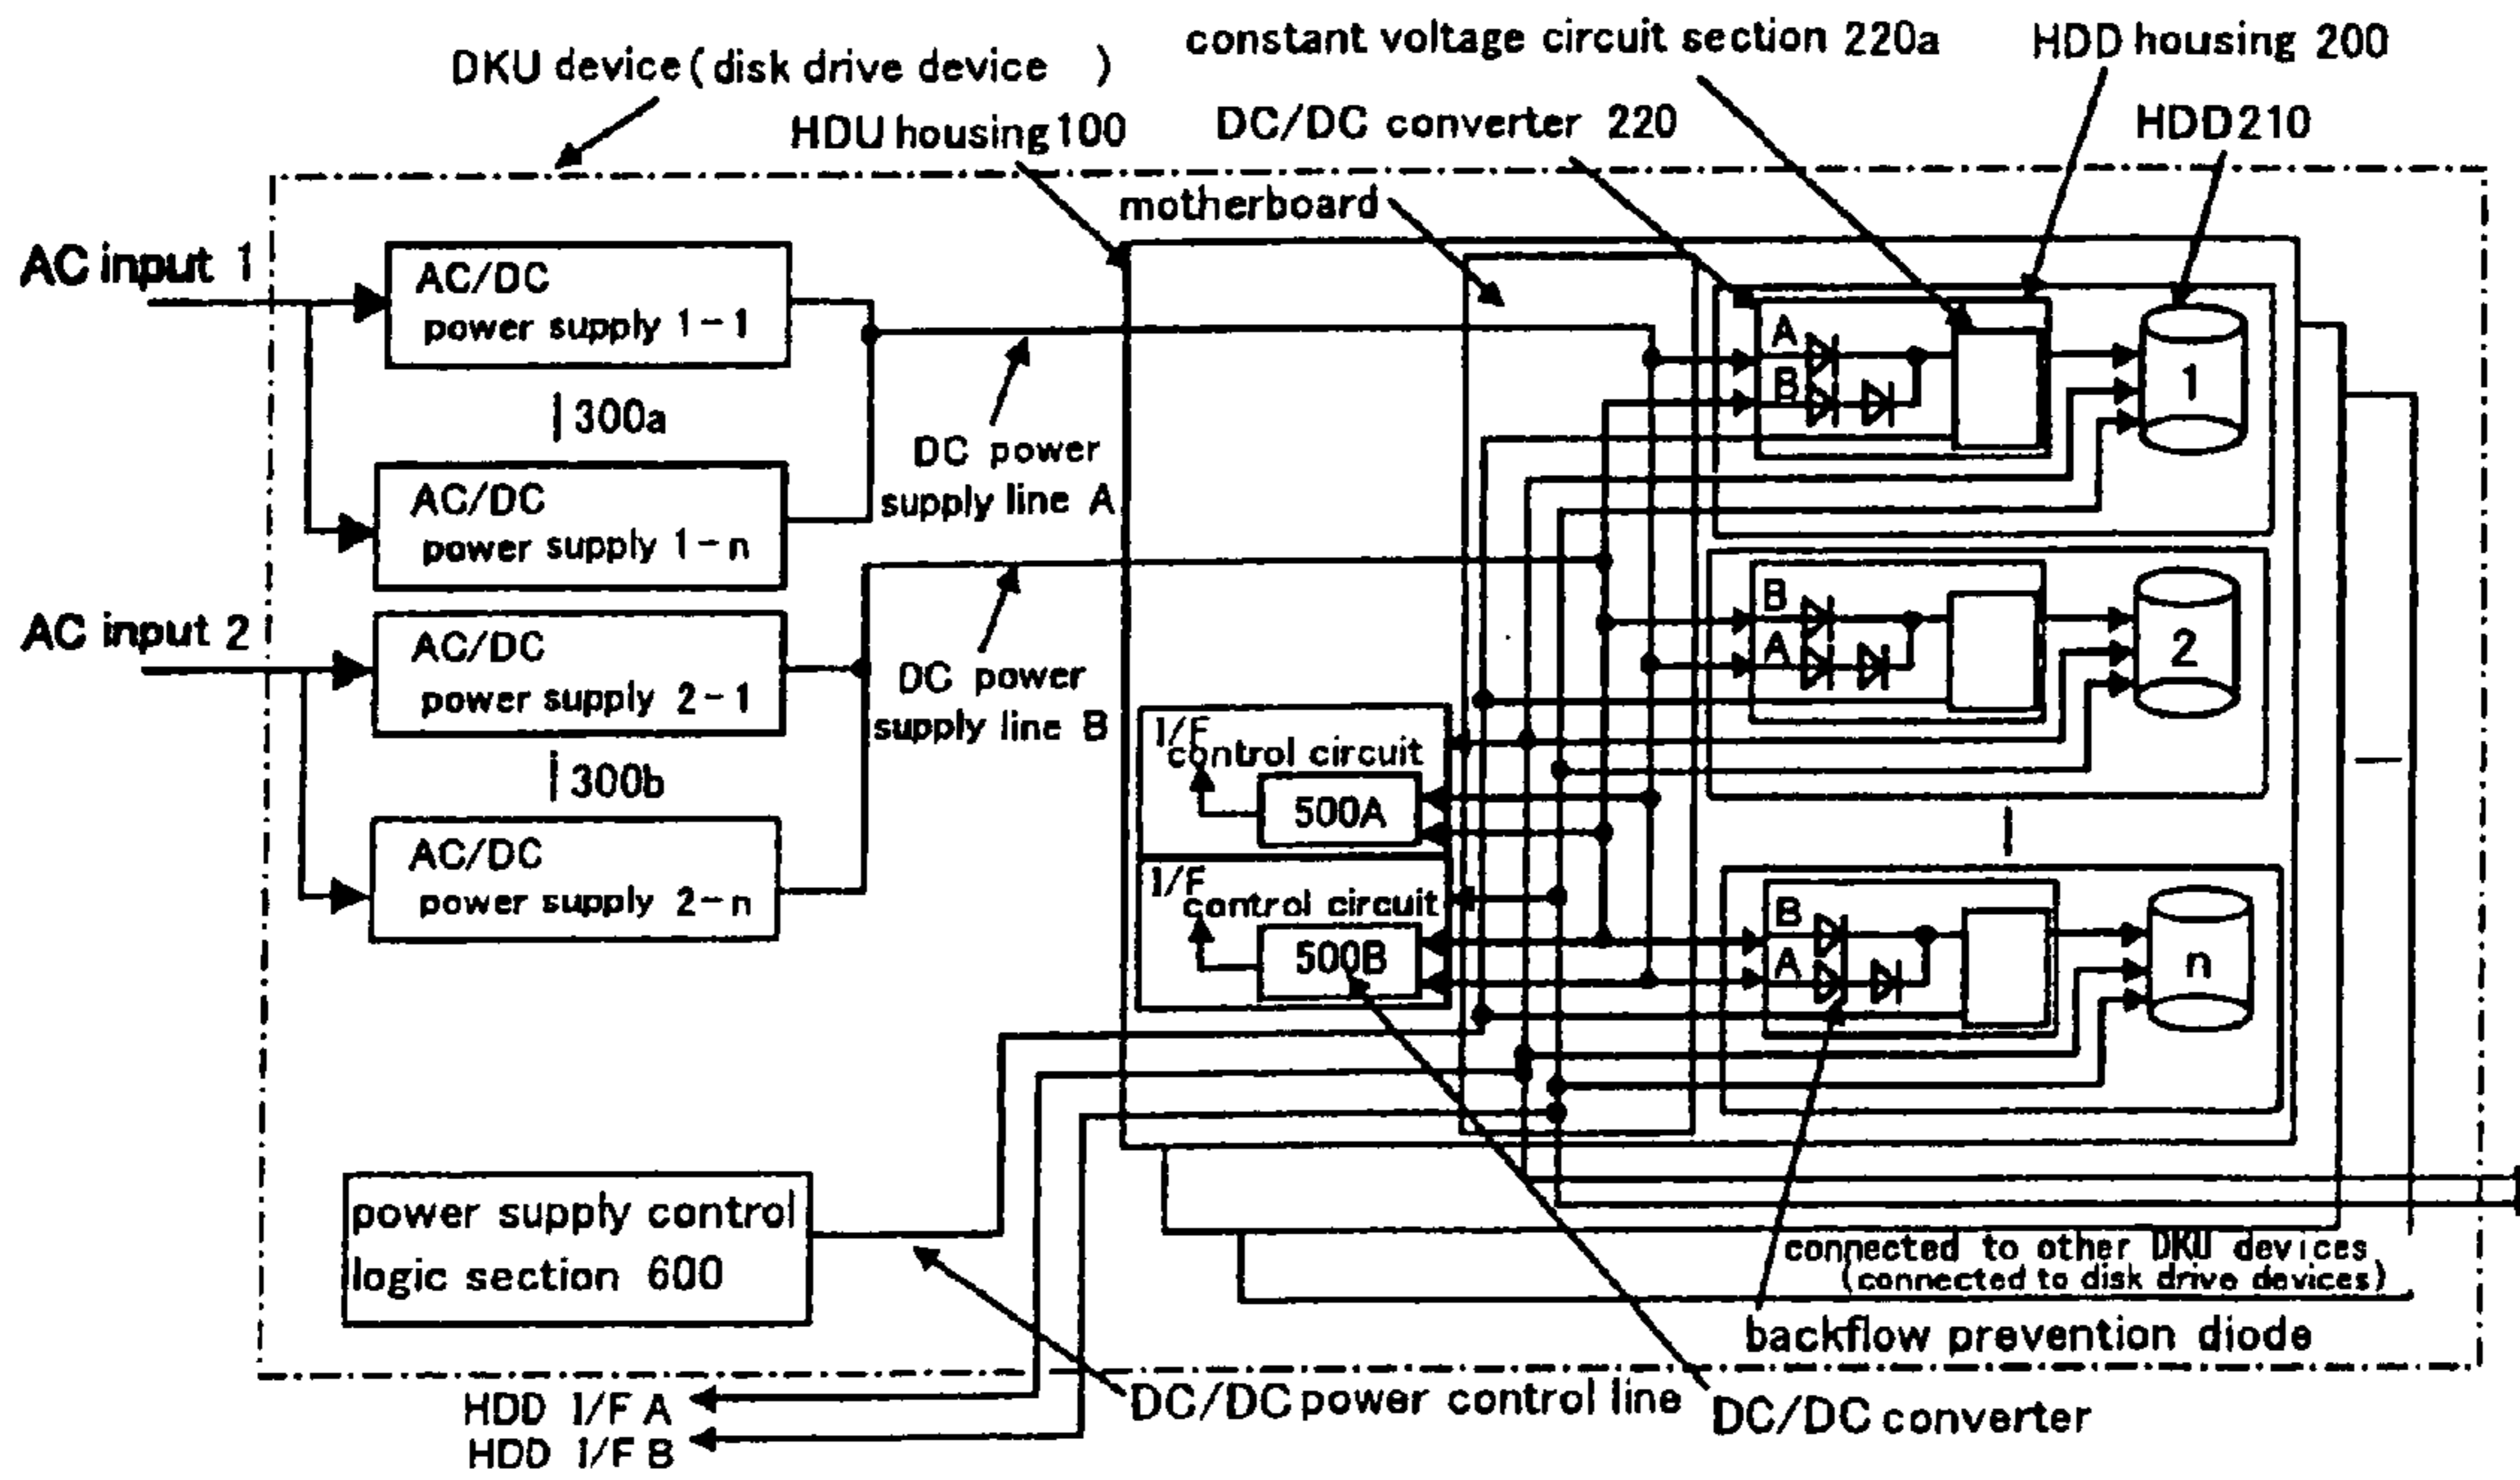 constant voltage circuit section 220a
HDD housing 200
DKU device (disk drive device )
HDU housing 100
DC/DC converter 220
HDD 210
motherboard
AC input 1
AC/DC
power supply 1-1
300a
AC/DC
power supply 1-n
DC power
supply line A
AC input 2
AC/DC
power supply 2-1
300b
AC/DC
power supply 2-n
DC power
supply line B
A
B
1
B
A
2
B
A
n
I/F
control circuit
500A
I/F
control circuit
500B
power supply control
logic section 600
connected to other DKU devices
(connected to disk drive devices)
backflow prevention diode
HDD I/F A
HDD I/F B
DC/DC power control line
DC/DC converter